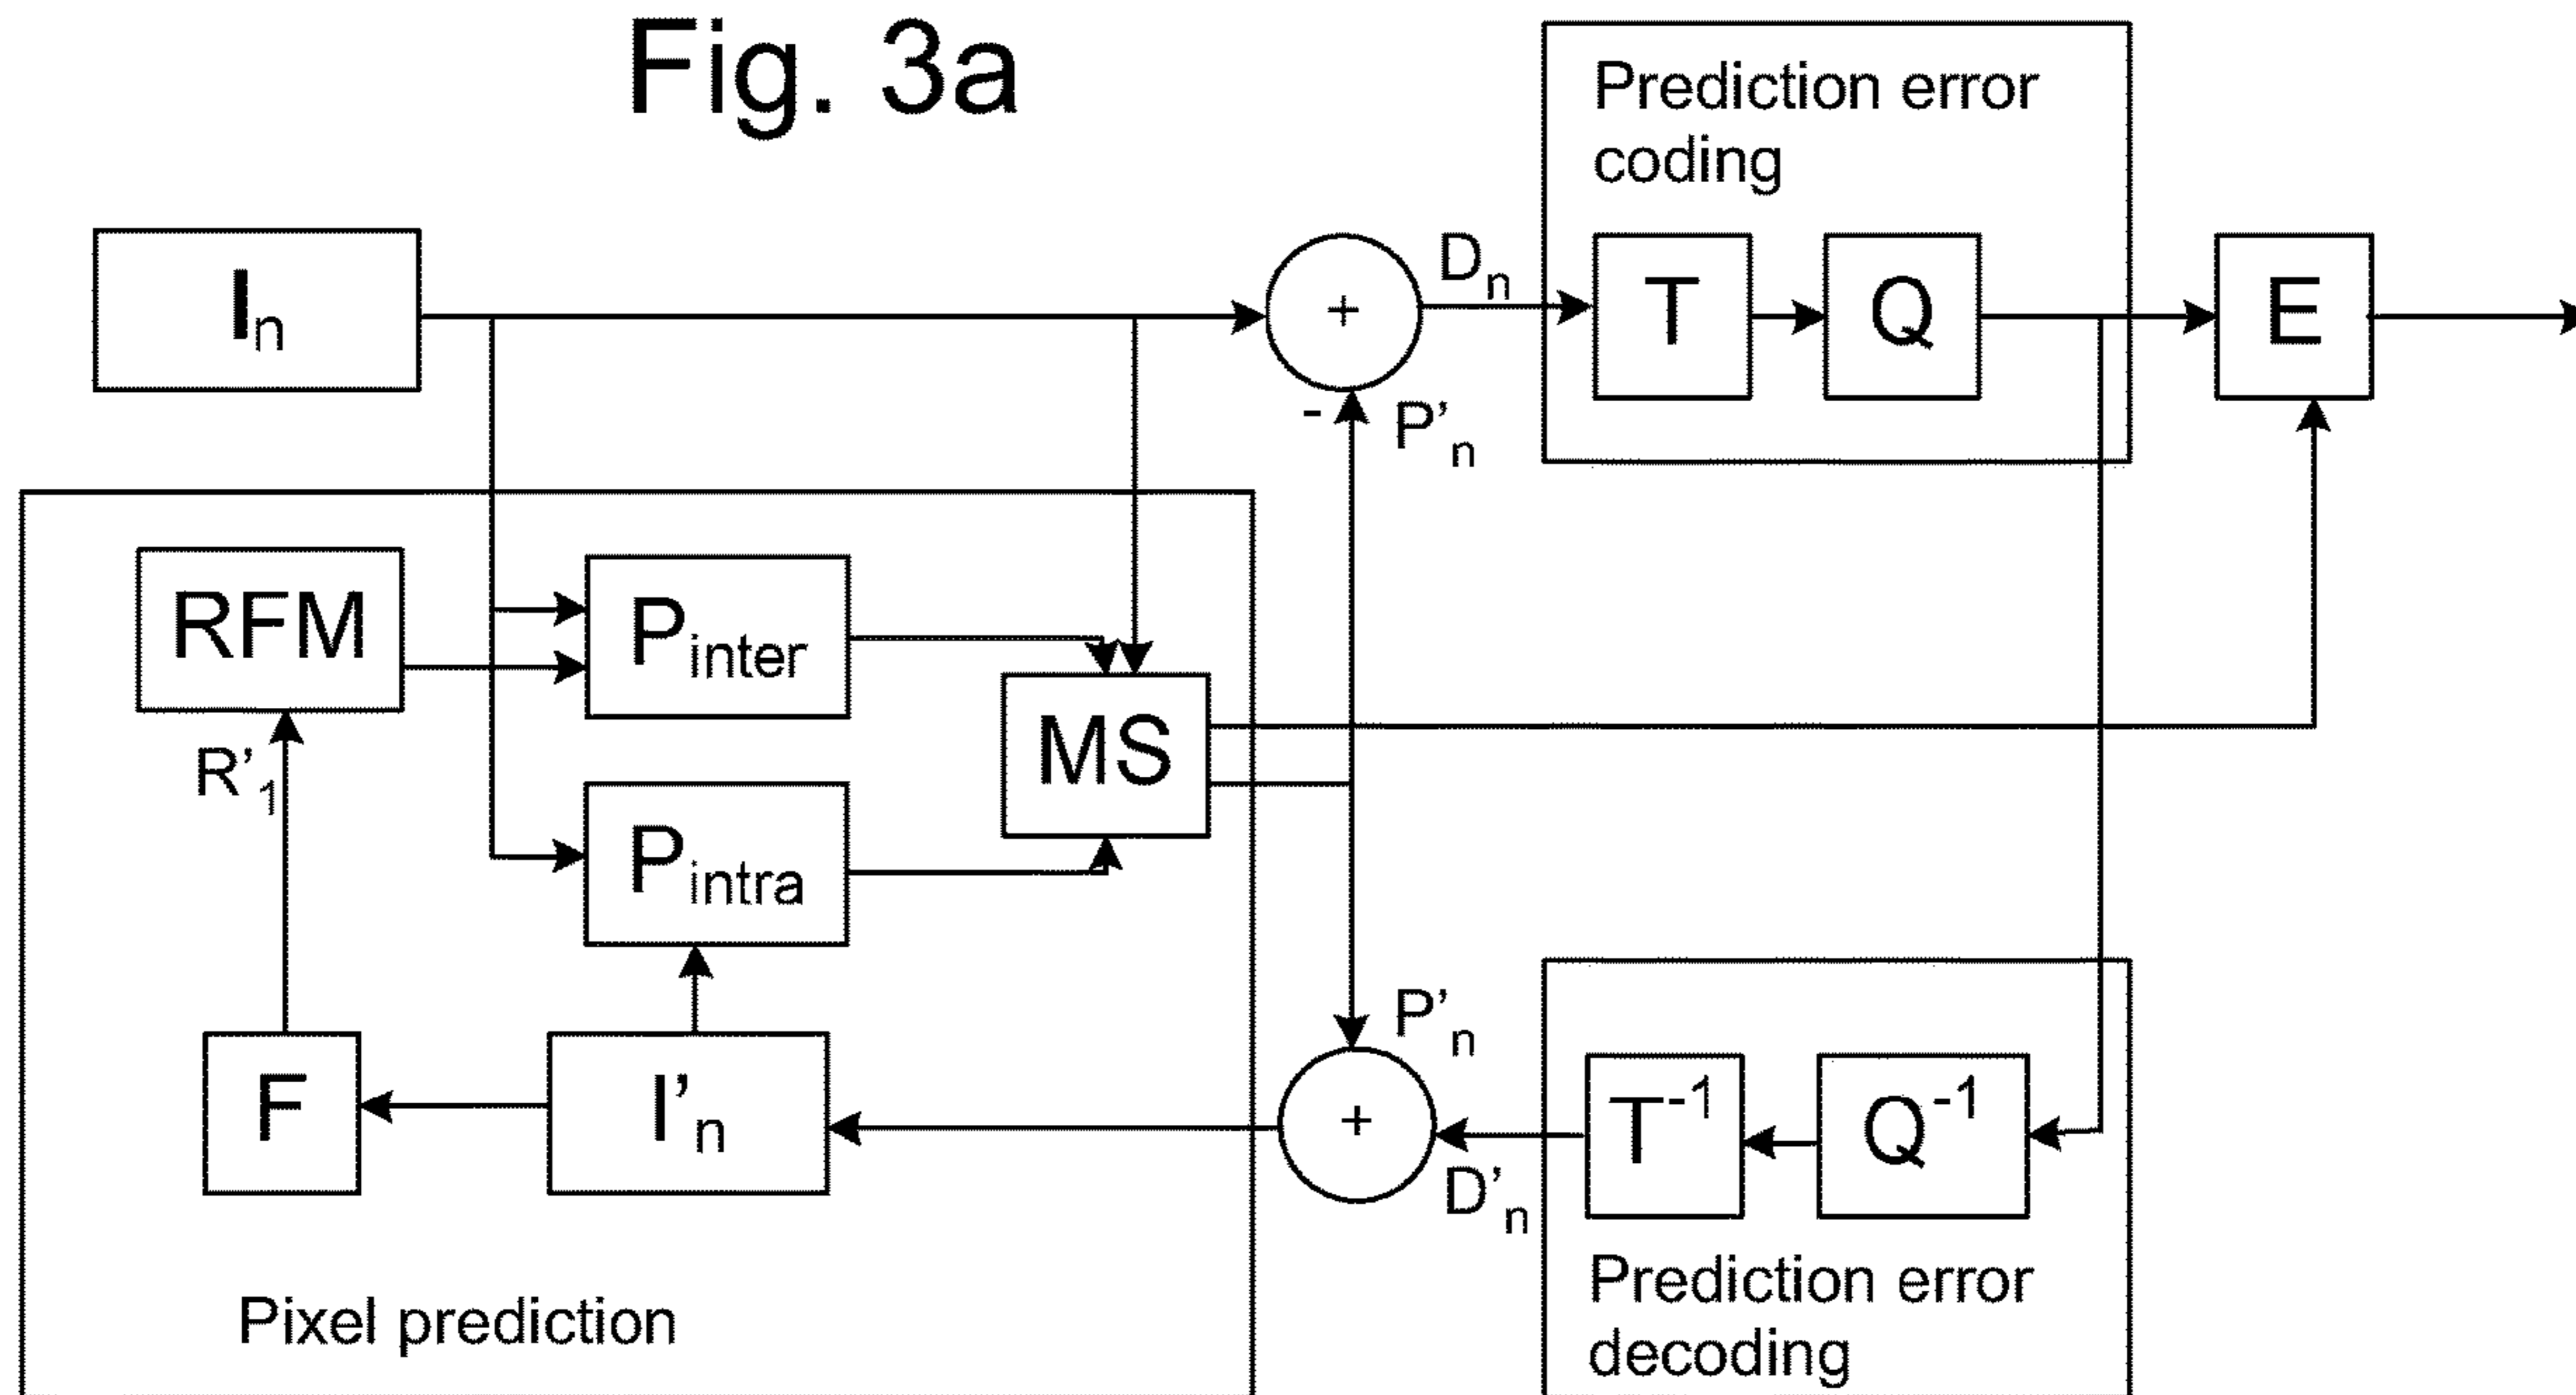 Fig. 3a
Prediction error
coding
Iₙ
+
Dₙ
T
Q
E
-
P’ₙ
RFM
Pinter
MS
R’₁
Pintra
P’ₙ
F
I’ₙ
+
D’ₙ
T⁻¹
Q⁻¹
Prediction error
decoding
Pixel prediction